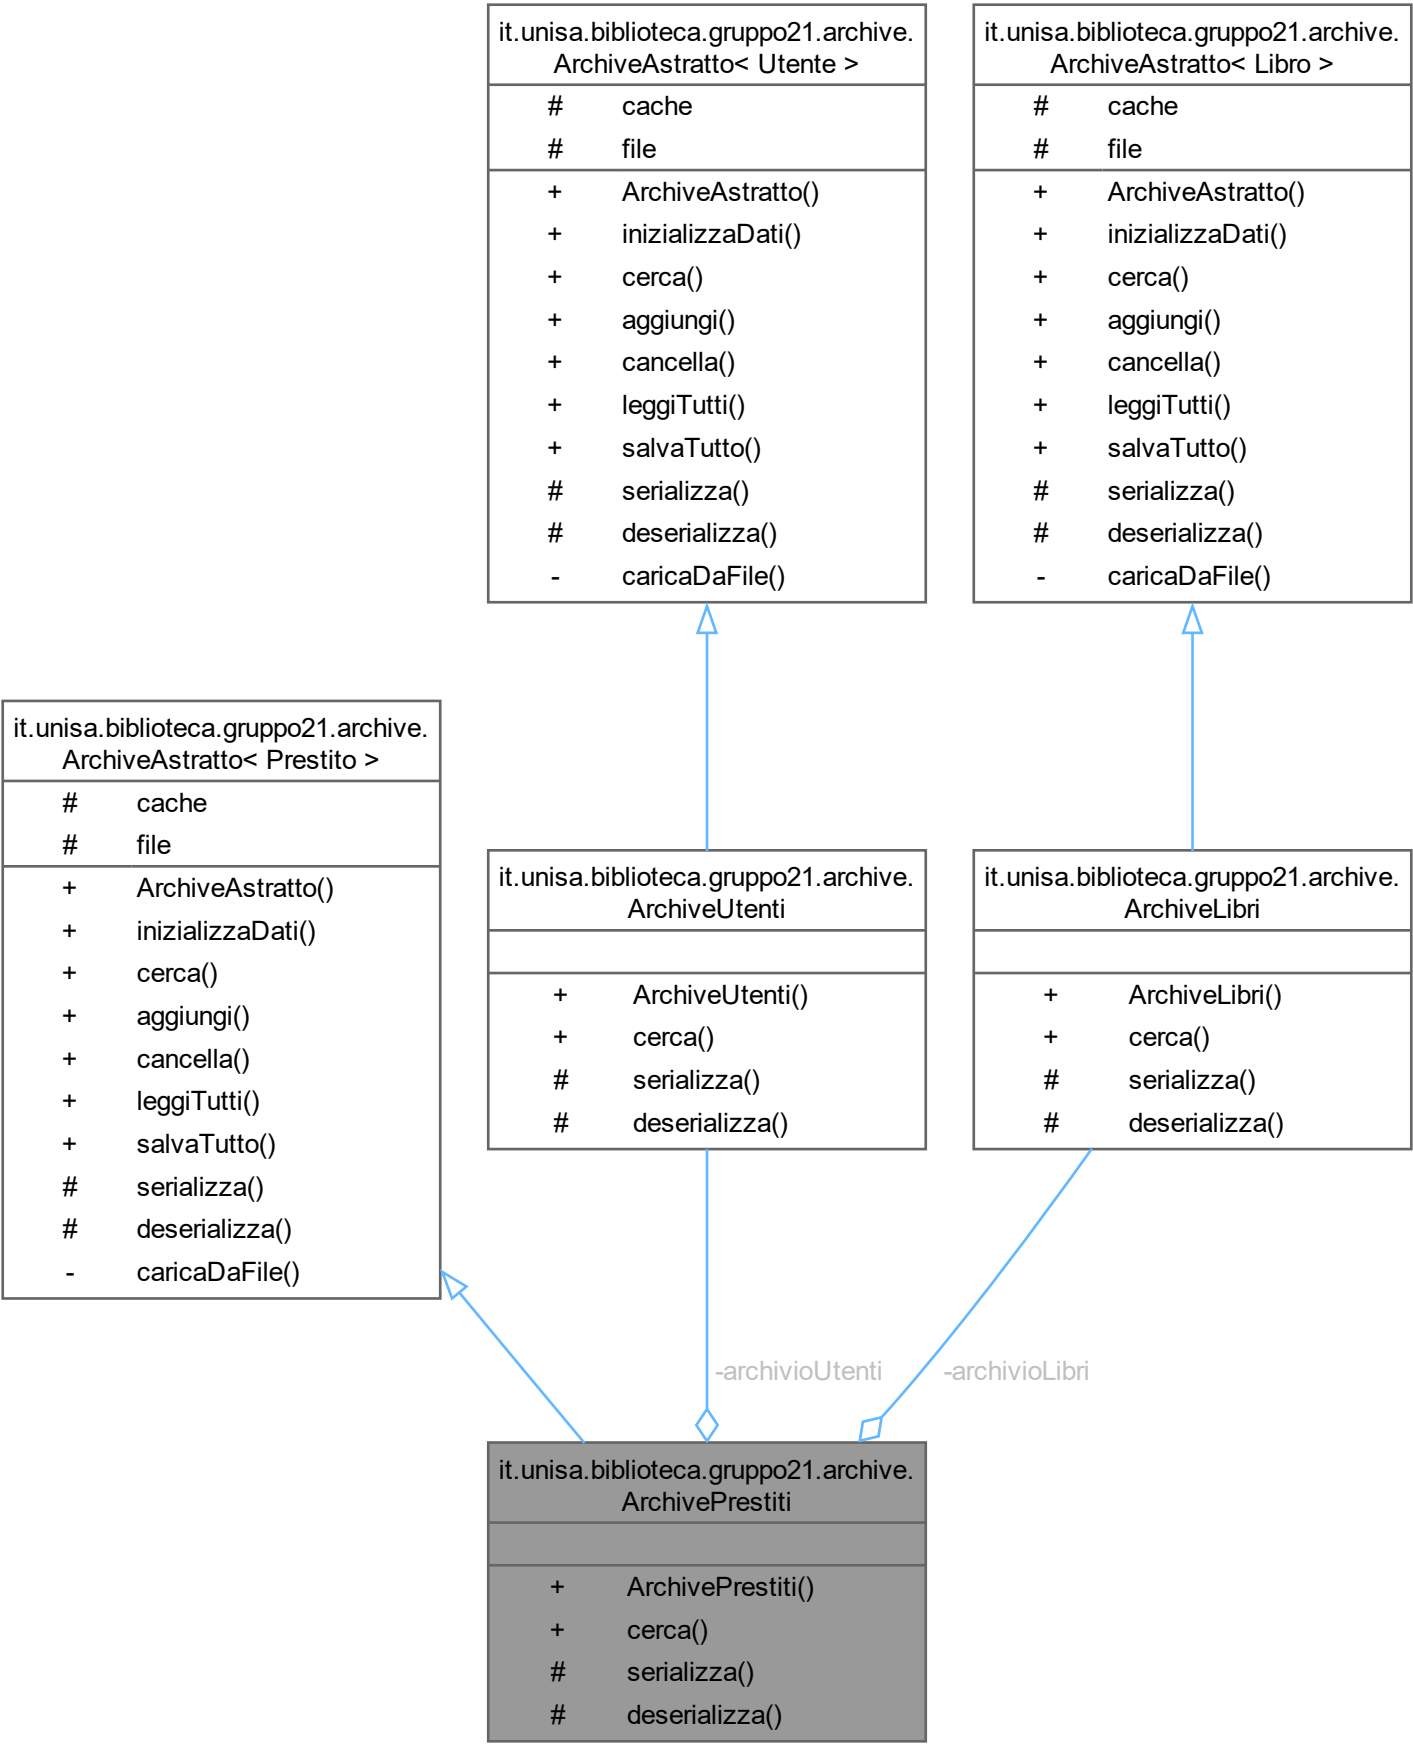 it.unisa.biblioteca.gruppo21.archive.
ArchiveAstratto< Utente >
# cache
# file
+ ArchiveAstratto()
+ inizializzaDati()
+ cerca()
+ aggiungi()
+ cancella()
+ leggiTutti()
+ salvaTutto()
# serializza()
# deserializza()
- caricaDaFile()
it.unisa.biblioteca.gruppo21.archive.
ArchiveAstratto< Libro >
# cache
# file
+ ArchiveAstratto()
+ inizializzaDati()
+ cerca()
+ aggiungi()
+ cancella()
+ leggiTutti()
+ salvaTutto()
# serializza()
# deserializza()
- caricaDaFile()
it.unisa.biblioteca.gruppo21.archive.
ArchiveAstratto< Prestito >
# cache
# file
+ ArchiveAstratto()
+ inizializzaDati()
+ cerca()
+ aggiungi()
+ cancella()
+ leggiTutti()
+ salvaTutto()
# serializza()
# deserializza()
- caricaDaFile()
it.unisa.biblioteca.gruppo21.archive.
ArchiveUtenti
+ ArchiveUtenti()
+ cerca()
# serializza()
# deserializza()
it.unisa.biblioteca.gruppo21.archive.
ArchiveLibri
+ ArchiveLibri()
+ cerca()
# serializza()
# deserializza()
-archivioUtenti
-archivioLibri
it.unisa.biblioteca.gruppo21.archive.
ArchivePrestiti
+ ArchivePrestiti()
+ cerca()
# serializza()
# deserializza()